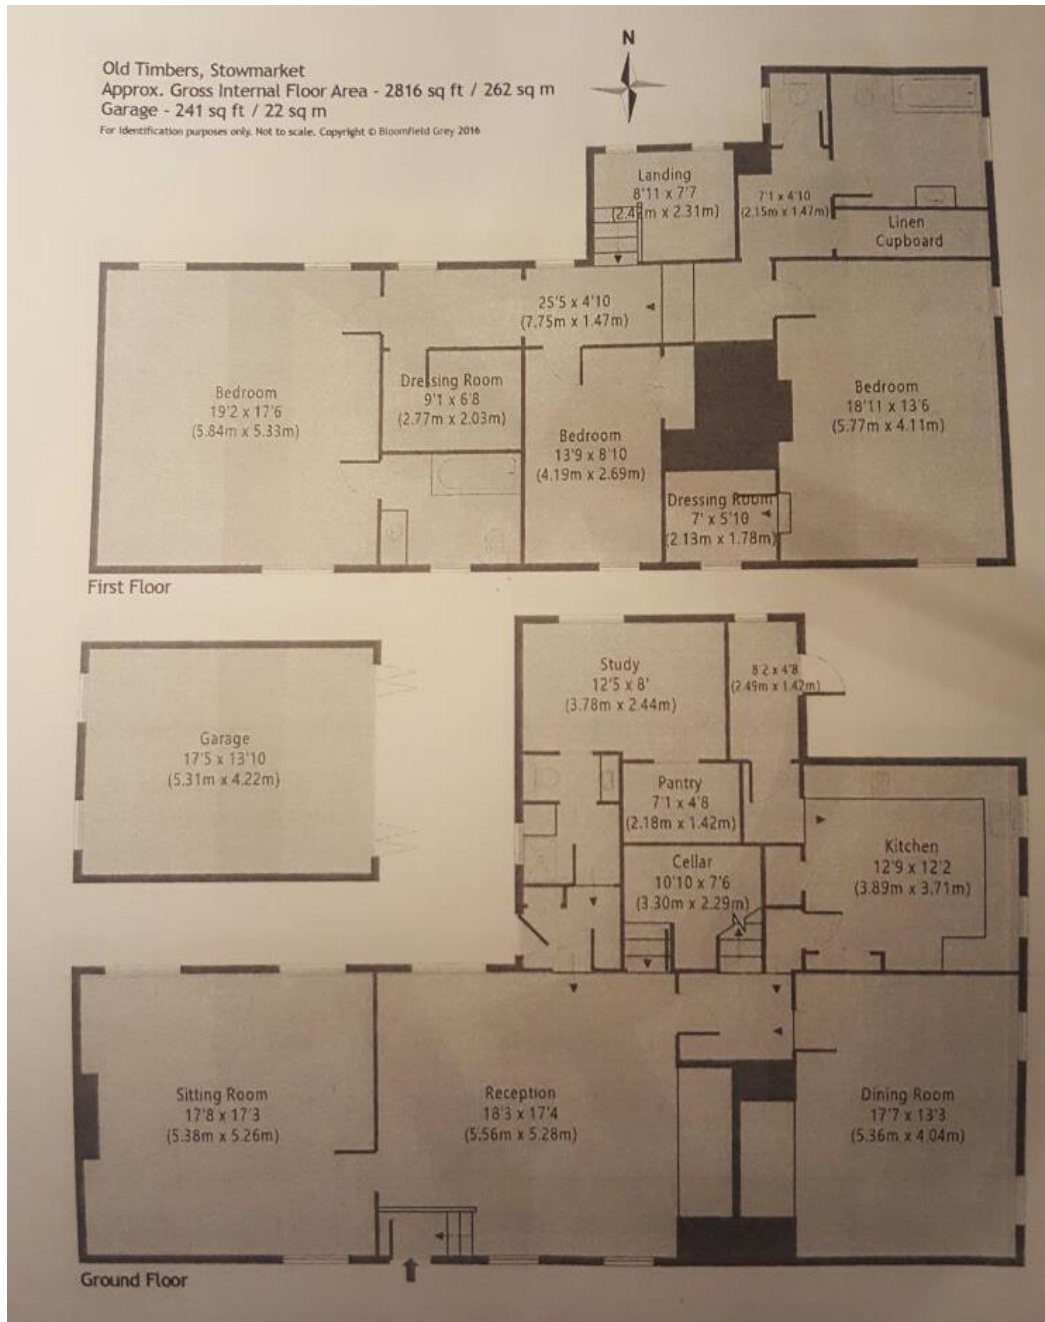 Old Timbers, Stowmarket
Approx. Gross Internal Floor Area - 2816 sq ft / 262 sq m
Garage - 241 sq ft / 22 sq m
For identification purposes only. Not to scale. Copyright © Bloomfield Grey 2016
N
Landing
8'11 x 7'7
m x 2.31m)
7'1 x 4'10
(2.15m x 1.47m)
Linen
Cupboard
25'5 x 4'10
(7.75m x 1.47m)
Bedroom
19'2 x 17'6
(5.84m x 5.33m)
Dressing Room
9'1 x 6'8
(2.77m x 2.03m)
Bedroom
13'9 x 8'10
(4.19m x 2.69m)
Bedroom
18'11 x 13'6
(5.77m x 4.11m)
Dressing Room
7' x 5'10
(2.13m x 1.78m)
First Floor
Garage
17'5 x 13'10
(5.31m x 4.22m)
Study
12'5 x 8'
(3.78m x 2.44m)
8'2 x 4'8
(2.49m x 1.42m)
Pantry
7'1 x 4'8
(2.18m x 1.42m)
Cellar
10'10 x 7'6
(3.30m x 2.29m)
Kitchen
12'9 x 12'2
(3.89m x 3.71m)
Sitting Room
17'8 x 17'3
(5.38m x 5.26m)
Reception
18'3 x 17'4
(5.56m x 5.28m)
Dining Room
17'7 x 13'3
(5.36m x 4.04m)
Ground Floor